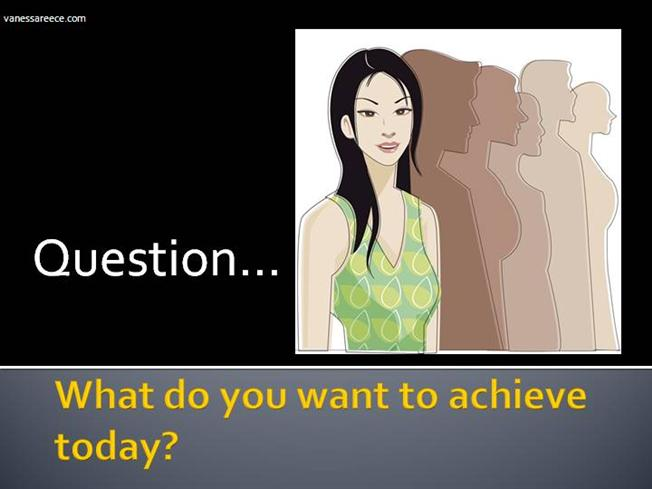 vanessareece.com
Question...
What do you want to achieve
today?